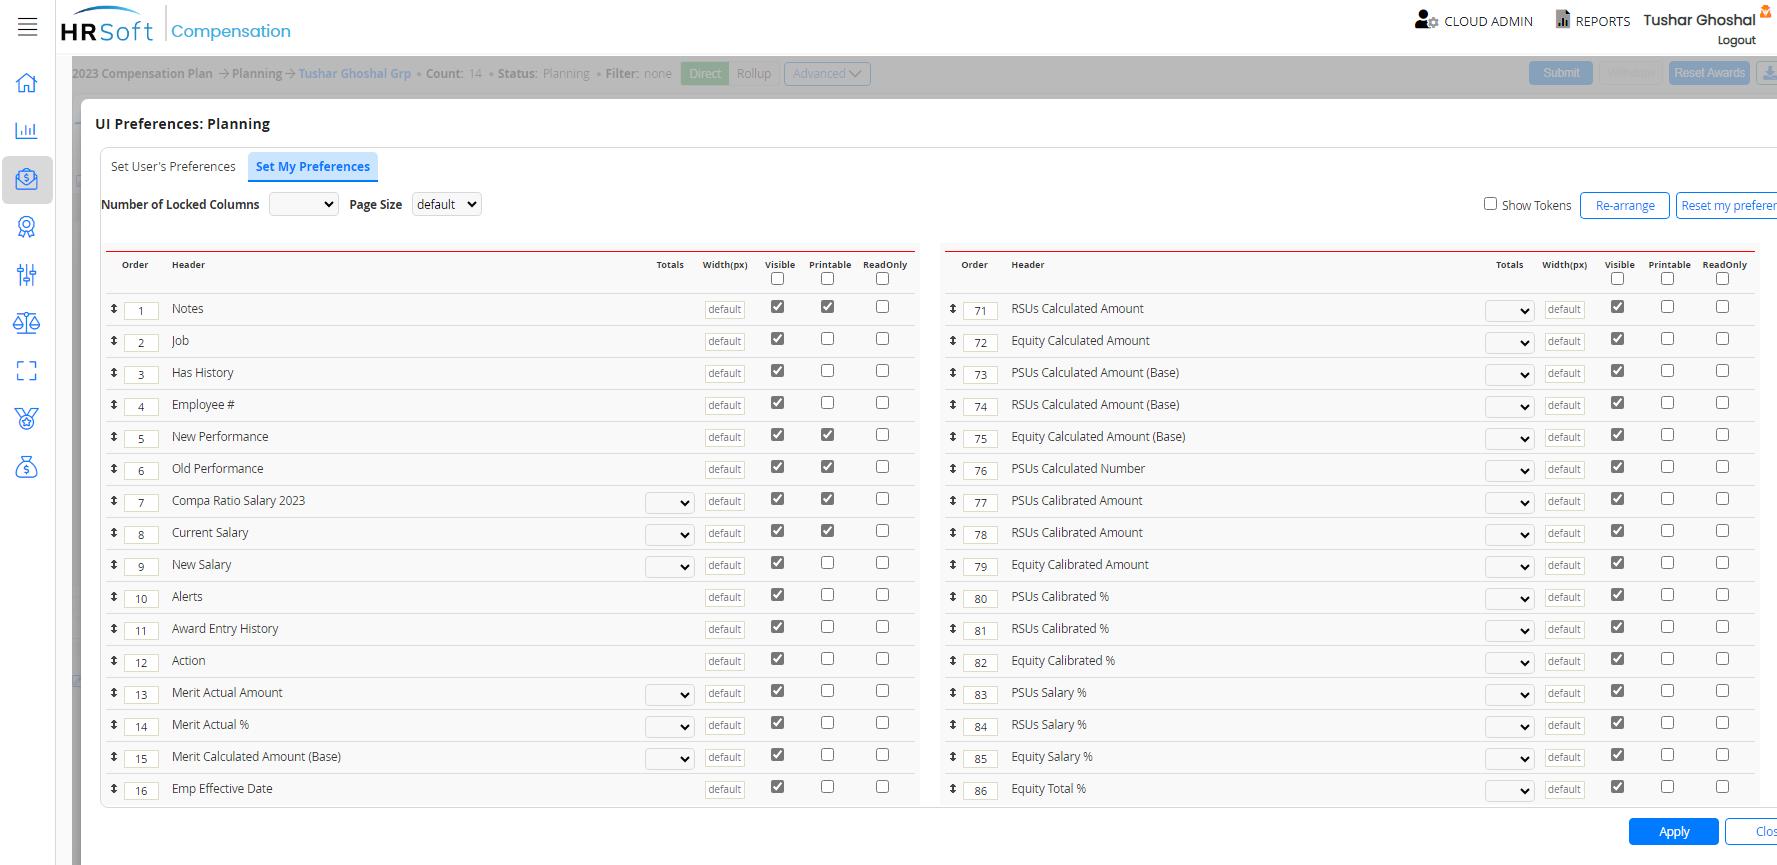 HRSoft Compensation
CLOUD ADMIN REPORTS Tushar Ghoshal
Logout
2023 Compensation Plan → Planning → Tushar Ghoshal Grp • Count: 14 • Status: Planning • Filter: none Direct Rollup Advanced Submit Reset Awards
UI Preferences: Planning
Set User's Preferences Set My Preferences
Number of Locked Columns Page Size default Show Tokens Re-arrange Reset my preferer
Order Header Totals Width(px) Visible Printable ReadOnly
1 Notes default
2 Job default
3 Has History default
4 Employee # default
5 New Performance default
6 Old Performance default
7 Compa Ratio Salary 2023 default
8 Current Salary default
9 New Salary default
10 Alerts default
11 Award Entry History default
12 Action default
13 Merit Actual Amount default
14 Merit Actual % default
15 Merit Calculated Amount (Base) default
16 Emp Effective Date default
Order Header Totals Width(px) Visible Printable ReadOnly
71 RSUs Calculated Amount default
72 Equity Calculated Amount default
73 PSUs Calculated Amount (Base) default
74 RSUs Calculated Amount (Base) default
75 Equity Calculated Amount (Base) default
76 PSUs Calculated Number default
77 PSUs Calibrated Amount default
78 RSUs Calibrated Amount default
79 Equity Calibrated Amount default
80 PSUs Calibrated % default
81 RSUs Calibrated % default
82 Equity Calibrated % default
83 PSUs Salary % default
84 RSUs Salary % default
85 Equity Salary % default
86 Equity Total % default
Apply Clos